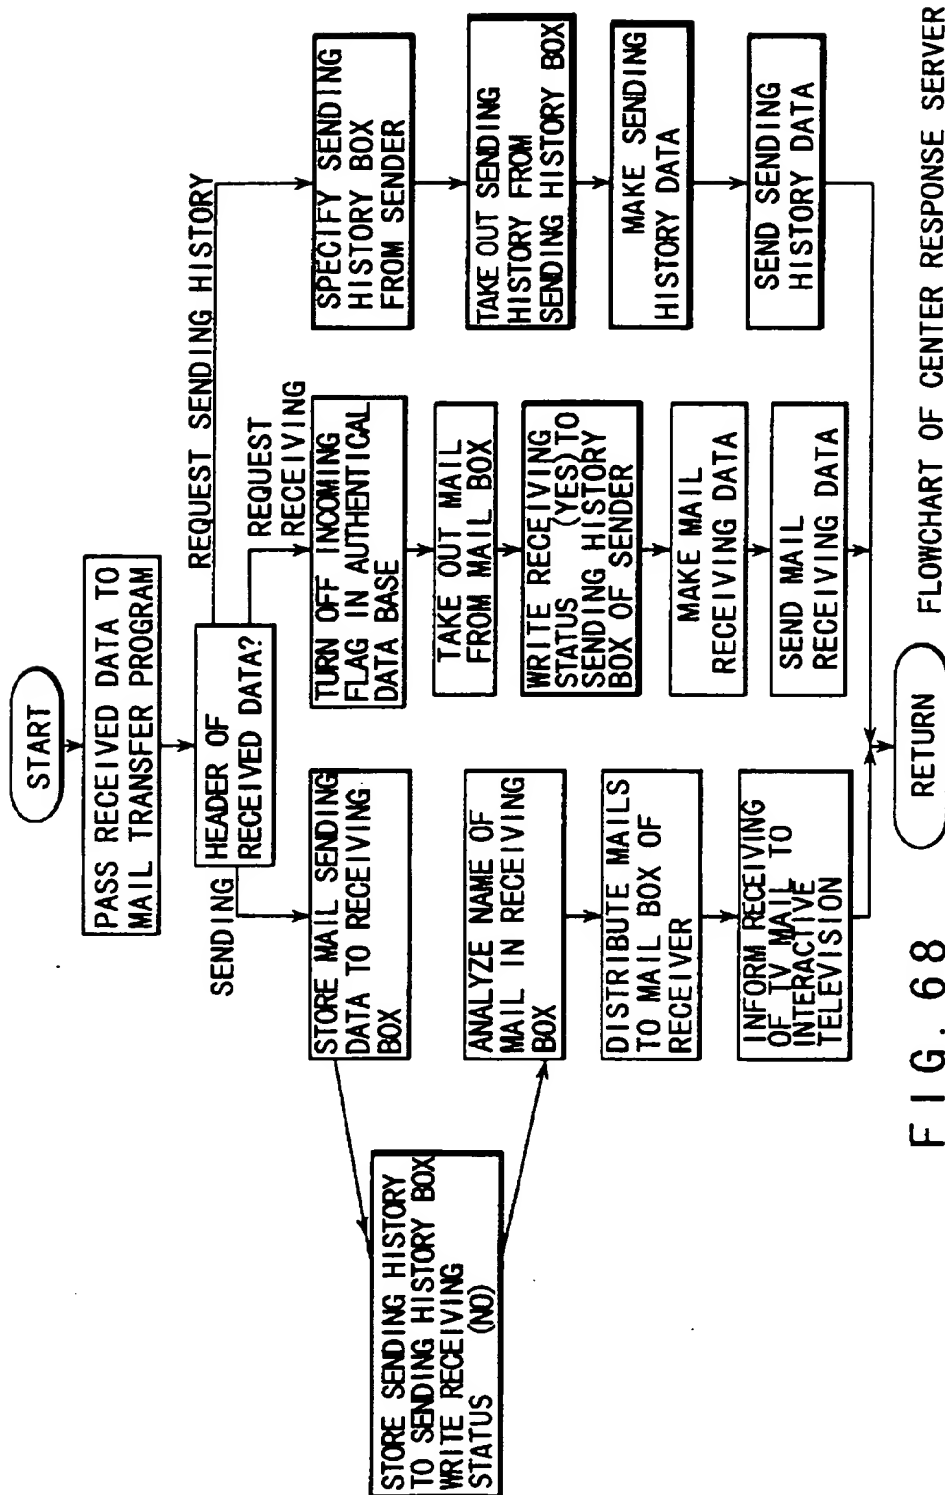 START
PASS RECEIVED DATA TO
MAIL TRANSFER PROGRAM
HEADER OF
RECEIVED DATA?
SENDING
REQUEST
RECEIVING
REQUEST SENDING HISTORY
STORE MAIL SENDING
DATA TO RECEIVING
BOX
STORE SENDING HISTORY
TO SENDING HISTORY BOX
WRITE RECEIVING
STATUS (NO)
ANALYZE NAME OF
MAIL IN RECEIVING
BOX
DISTRIBUTE MAILS
TO MAIL BOX OF
RECEIVER
INFORM RECEIVING
OF TV MAIL TO
INTERACTIVE
TELEVISION
TURN OFF INCOMING
FLAG IN AUTHENTICAL
DATA BASE
TAKE OUT MAIL
FROM MAIL BOX
WRITE RECEIVING
STATUS (YES) TO
SENDING HISTORY
BOX OF SENDER
MAKE MAIL
RECEIVING DATA
SEND MAIL
RECEIVING DATA
SPECIFY SENDING
HISTORY BOX
FROM SENDER
TAKE OUT SENDING
HISTORY FROM
SENDING HISTORY BOX
MAKE SENDING
HISTORY DATA
SEND SENDING
HISTORY DATA
RETURN
FIG. 68
FLOWCHART OF CENTER RESPONSE SERVER